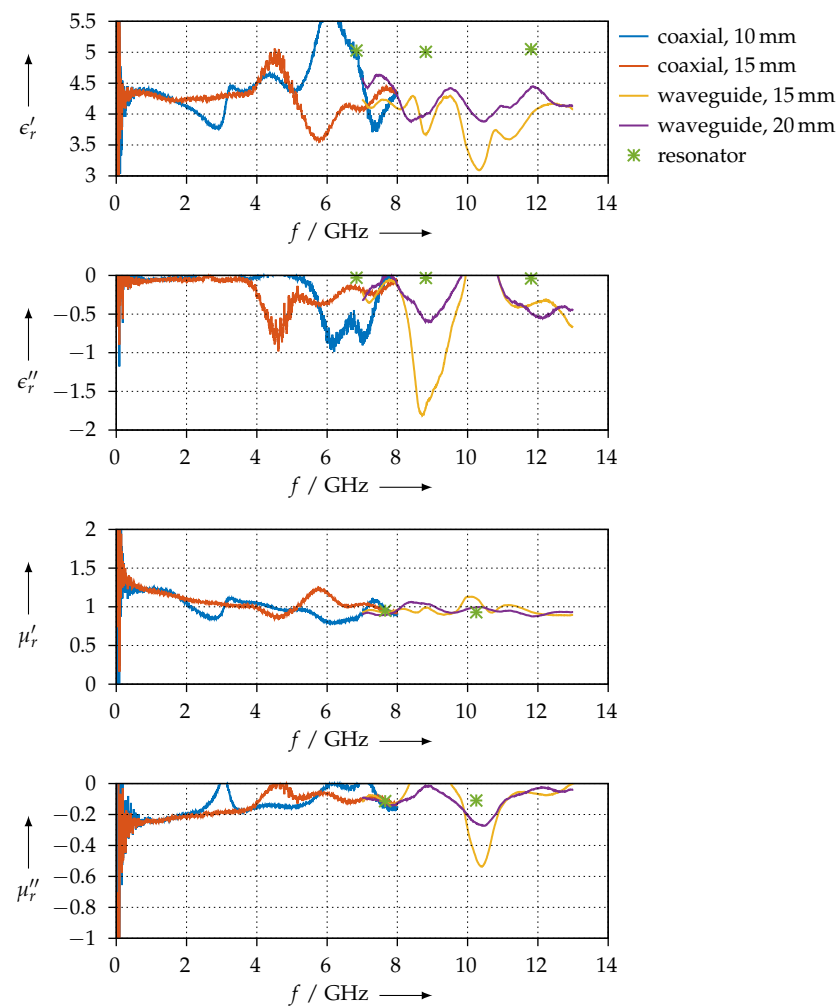 5.5
5
4.5
4
3.5
3
ϵ′r
0 2 4 6 8 10 12 14
f / GHz
coaxial, 10 mm
coaxial, 15 mm
waveguide, 15 mm
waveguide, 20 mm
resonator
0
−0.5
−1
−1.5
−2
ϵ″r
0 2 4 6 8 10 12 14
f / GHz
2
1.5
1
0.5
0
μ′r
0 2 4 6 8 10 12 14
f / GHz
0
−0.2
−0.4
−0.6
−0.8
−1
μ″r
0 2 4 6 8 10 12 14
f / GHz